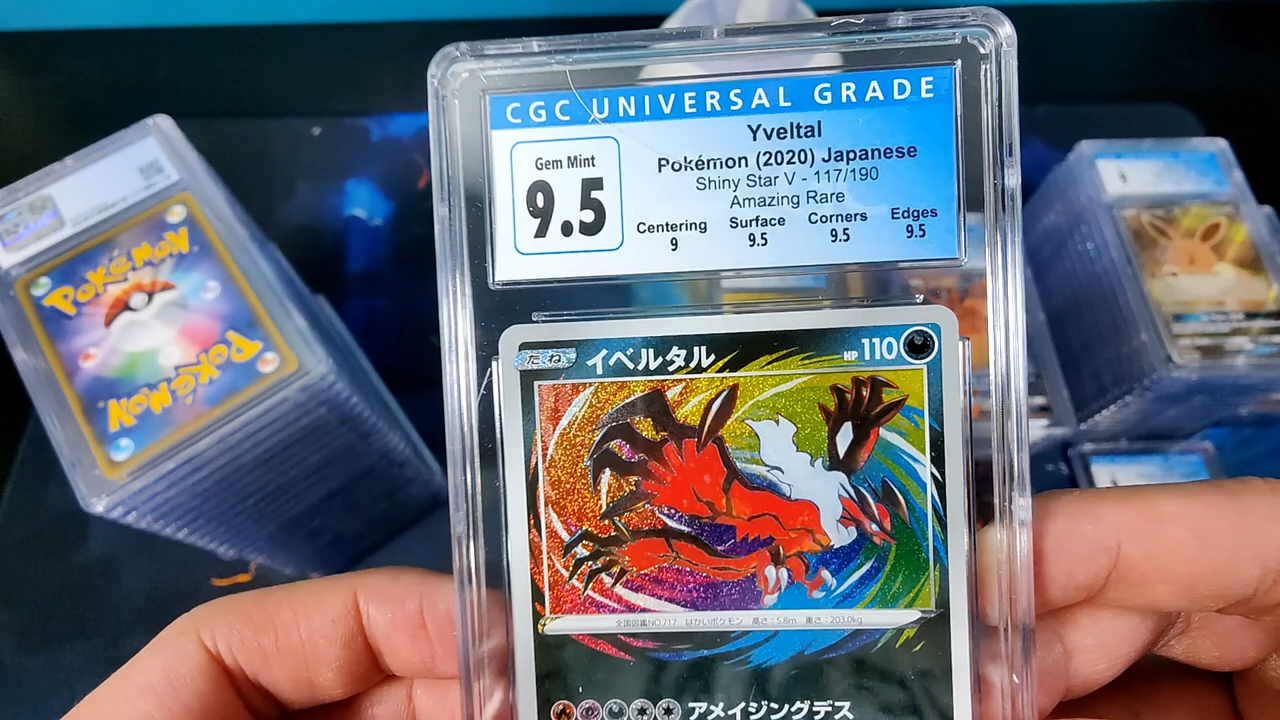 CGC UNIVERSAL GRADE
Gem Mint
9.5
Yveltal
Pokémon (2020) Japanese
Shiny Star V - 117/190
Amazing Rare
Centering Surface Corners Edges
9 9.5 9.5 9.5
たね イベルタル HP 110
全国図鑑NO.717 はかいポケモン 高さ:5.8m 重さ:203.0kg
アメイジングデス
POKéMON
POKéMON